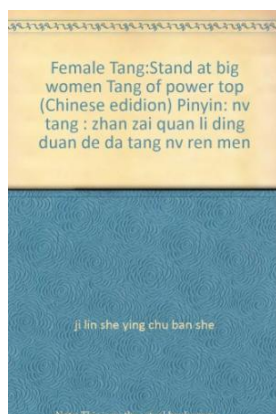 Female Tang:Stand at big
women Tang of power top
(Chinese edidion) Pinyin: nv
tang : zhan zai quan li ding
duan de da tang nv ren men
ji lin she ying chu ban she